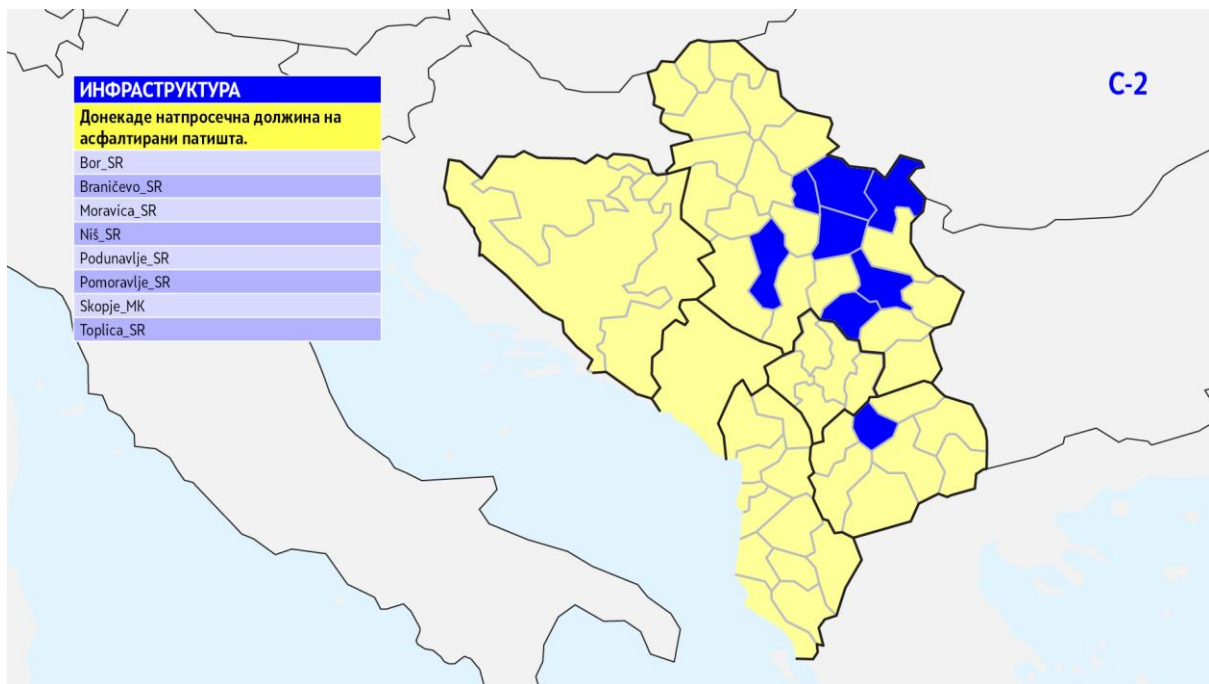 ИНФРАСТРУКТУРА
Донекаде натпросечна должина на
асфалтирани патишта.
Bor_SR
Braničevo_SR
Moravica_SR
Niš_SR
Podunavlje_SR
Pomoravlje_SR
Skopje_MK
Toplica_SR
C-2